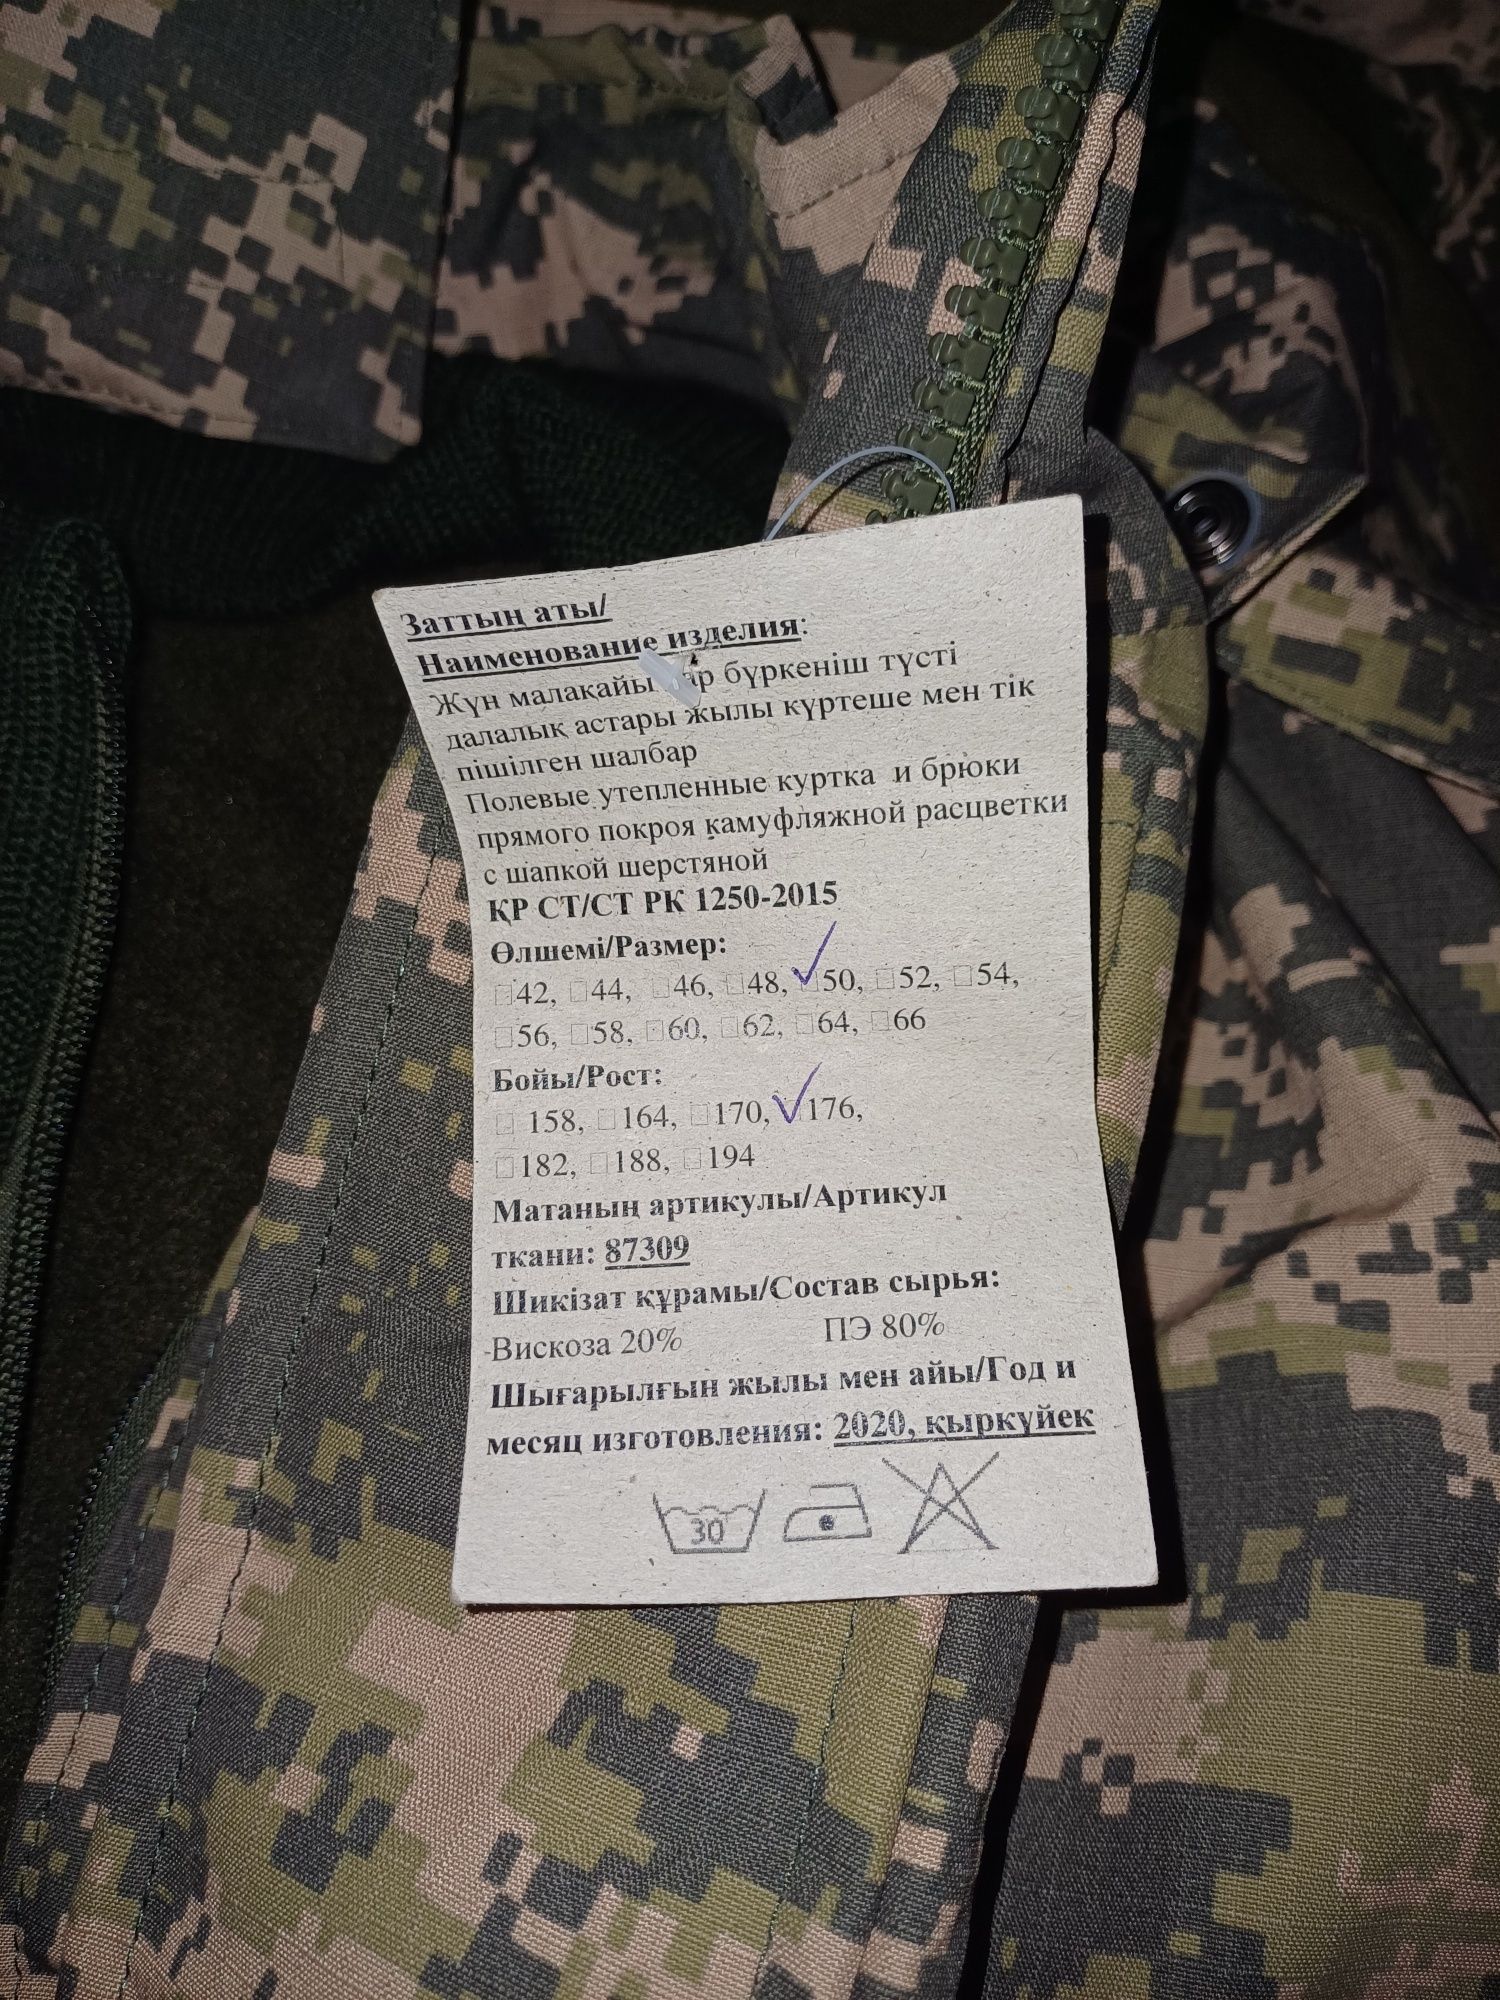 Заттың аты/
Наименование изделия:
Жүн малақайы бүркеніш түсті
далалық астары жылы күртеше мен тік
пішілген шалбар
Полевые утепленные куртка и брюки
прямого покроя камуфляжной расцветки
с шапкой шерстяной
ҚР СТ/СТ РК 1250-2015
Өлшемі/Размер:
□42, □44, □46, □48, □50, □52, □54,
□56, □58, □60, □62, □64, □66
Бойы/Рост:
□ 158, □164, □170, □176,
□182, □188, □194
Матаның артикулы/Артикул
ткани: 87309
Шикізат құрамы/Состав сырья:
-Вискоза 20% ПЭ 80%
Шығарылғын жылы мен айы/Год и
месяц изготовления: 2020, қыркүйек
30